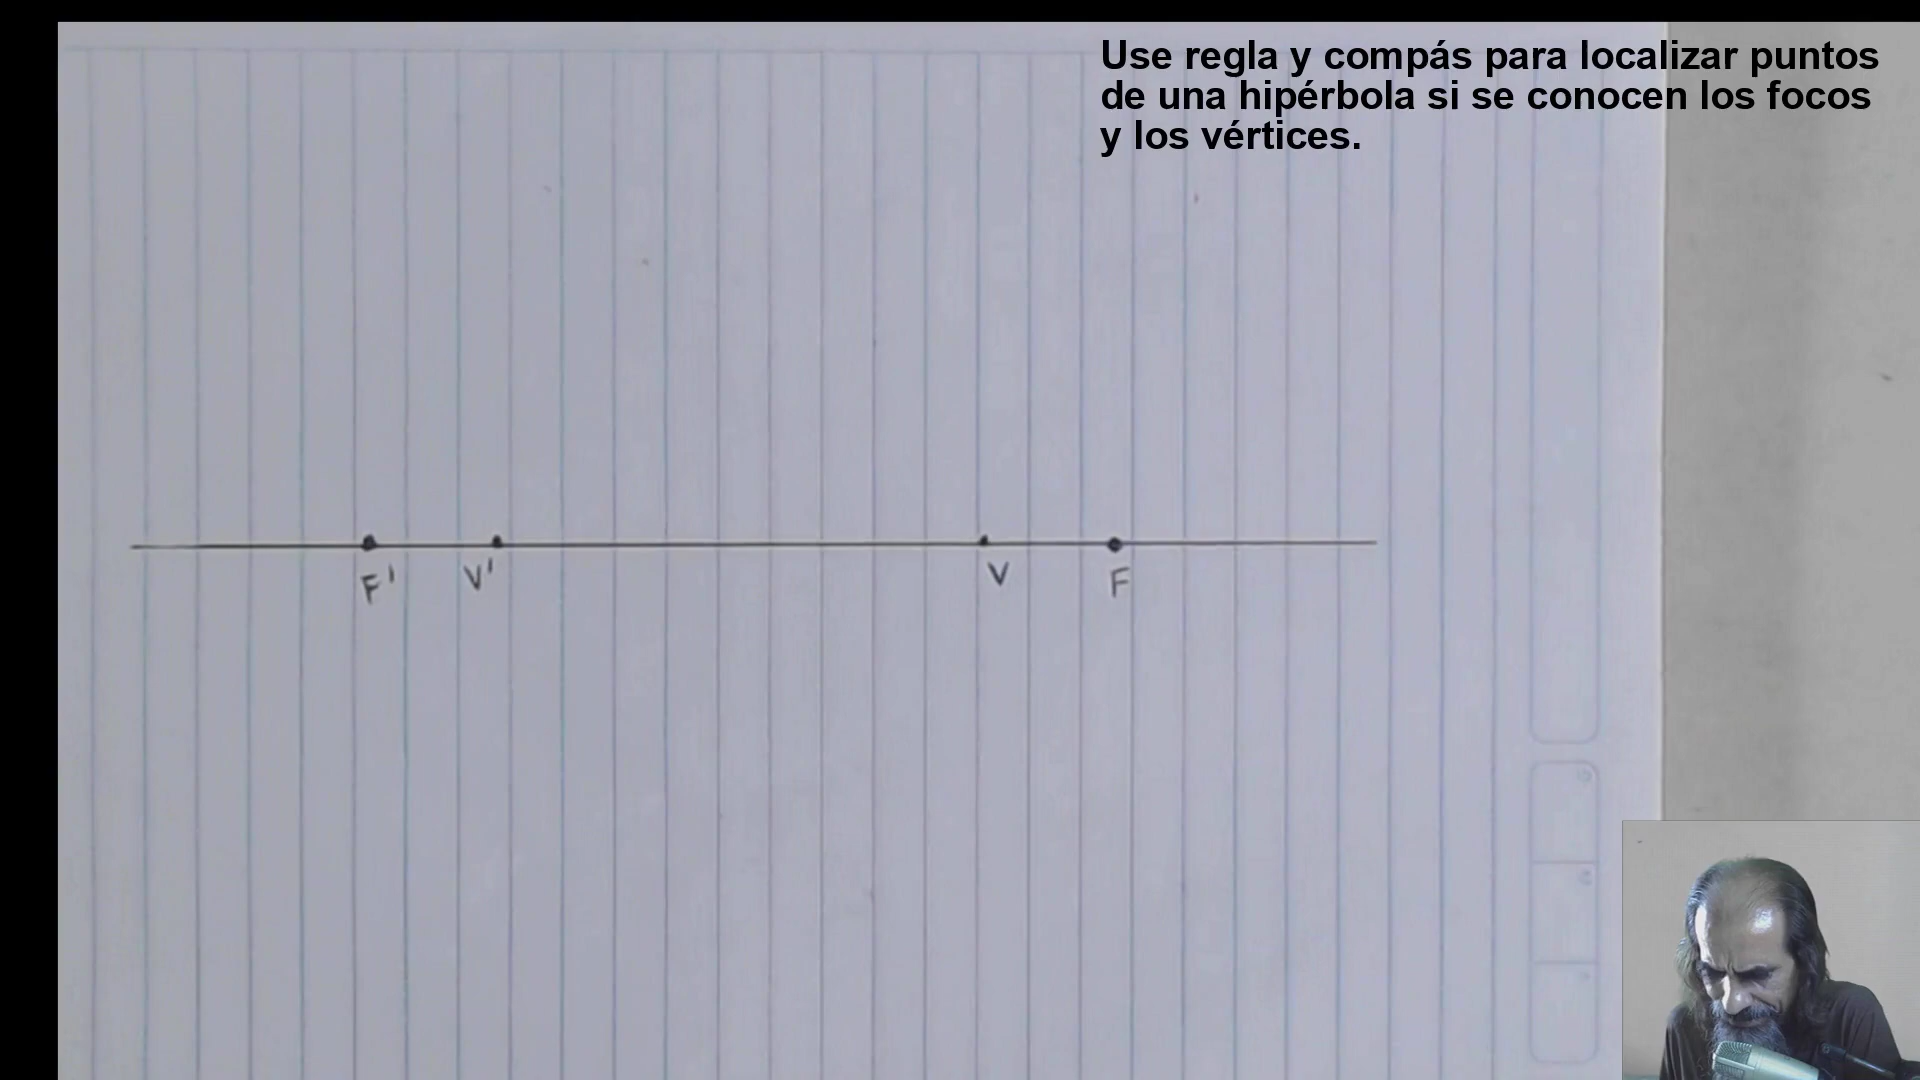 Use regla y compás para localizar puntos
de una hipérbola si se conocen los focos
y los vértices.
F' V' V F